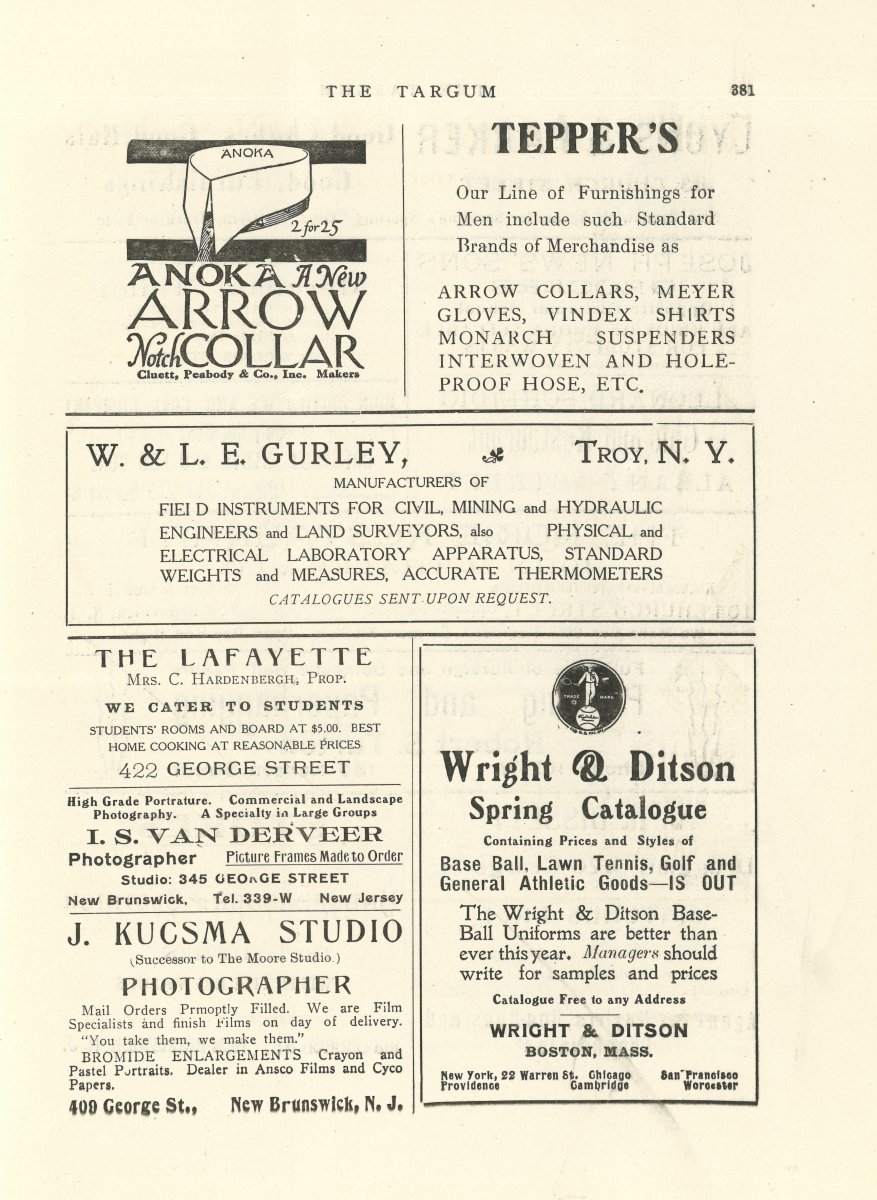 THE TARGUM
381
ANOKA
2 for 25
ANOKA A New
ARROW
Notch COLLAR
Cluett, Peabody & Co., Inc. Makers
TEPPER'S
Our Line of Furnishings for
Men include such Standard
Brands of Merchandise as
ARROW COLLARS, MEYER
GLOVES, VINDEX SHIRTS
MONARCH SUSPENDERS
INTERWOVEN AND HOLE-
PROOF HOSE, ETC.
W. & L. E. GURLEY, TROY, N. Y.
MANUFACTURERS OF
FIEI D INSTRUMENTS FOR CIVIL, MINING and HYDRAULIC
ENGINEERS and LAND SURVEYORS, also PHYSICAL and
ELECTRICAL LABORATORY APPARATUS, STANDARD
WEIGHTS and MEASURES, ACCURATE THERMOMETERS
CATALOGUES SENT UPON REQUEST.
THE LAFAYETTE
MRS. C. HARDENBERGH, PROP.
WE CATER TO STUDENTS
STUDENTS' ROOMS AND BOARD AT $5.00. BEST
HOME COOKING AT REASONABLE PRICES
422 GEORGE STREET
High Grade Portrature. Commercial and Landscape
Photography. A Specialty in Large Groups
I. S. VAN DERVEER
Photographer Picture Frames Made to Order
Studio: 345 GEORGE STREET
New Brunswick, Tel. 339-W New Jersey
J. KUCSMA STUDIO
(Successor to The Moore Studio.)
PHOTOGRAPHER
Mail Orders Prmoptly Filled. We are Film
Specialists and finish Films on day of delivery.
"You take them, we make them."
BROMIDE ENLARGEMENTS Crayon and
Pastel Portraits. Dealer in Ansco Films and Cyco
Papers.
409 George St., New Brunswick, N. J.
TRADE MARK
Wright & Ditson
Spring Catalogue
Containing Prices and Styles of
Base Ball, Lawn Tennis, Golf and
General Athletic Goods—IS OUT
The Wright & Ditson Base-
Ball Uniforms are better than
ever this year. Managers should
write for samples and prices
Catalogue Free to any Address
WRIGHT & DITSON
BOSTON, MASS.
New York, 22 Warren St. Chicago San Francisco
Providence Cambridge Worcester